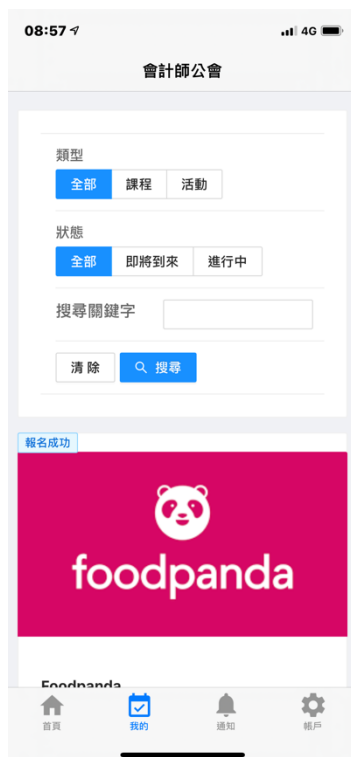 08:57 4G
會計師公會
類型
全部 課程 活動
狀態
全部 即將到來 進行中
搜尋關鍵字
清除 搜尋
報名成功
foodpanda
Foodpanda
首頁 我的 通知 帳戶